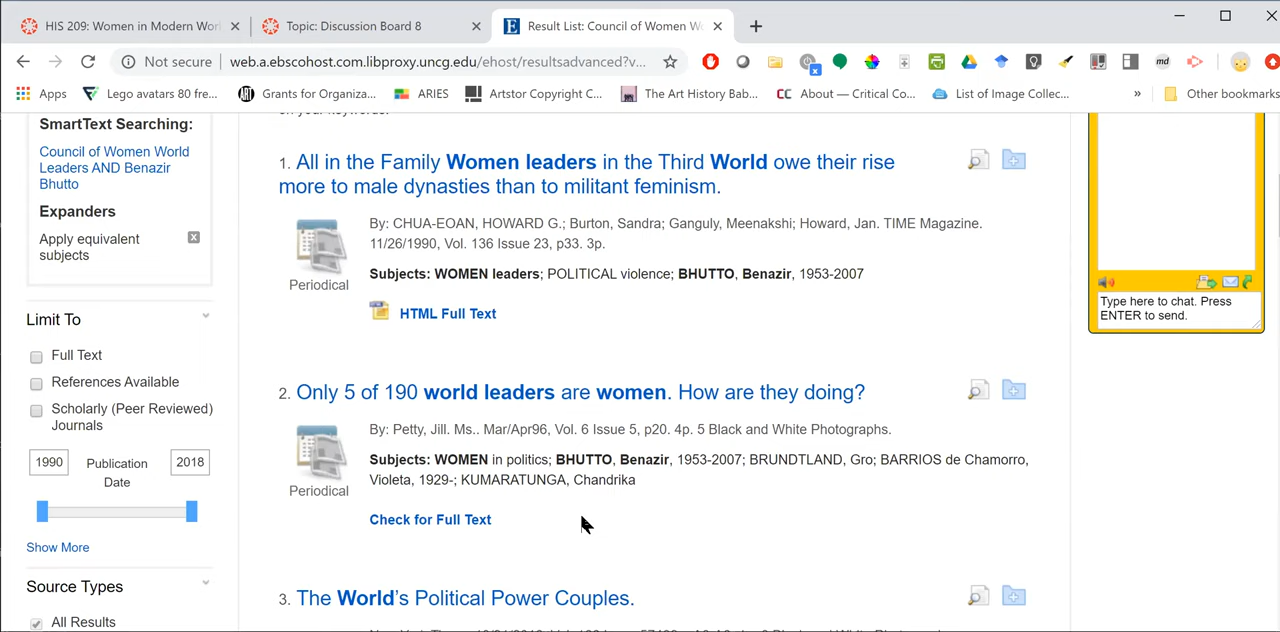 HIS 209: Women in Modern Wor
Topic: Discussion Board 8
Result List: Council of Women W
Not secure | web.a.ebscohost.com.libproxy.uncg.edu/ehost/resultsadvanced?v...
md
Apps
Lego avatars 80 fre...
Grants for Organiza...
ARIES
Artstor Copyright C...
The Art History Bab...
CC About — Critical Co...
List of Image Collec...
»
Other bookmarks
SmartText Searching:
Council of Women World
Leaders AND Benazir
Bhutto
Expanders
Apply equivalent
subjects
Limit To
Full Text
References Available
Scholarly (Peer Reviewed)
Journals
1990
Publication
Date
2018
Show More
Source Types
All Results
on your keywords.
1. All in the Family Women leaders in the Third World owe their rise
more to male dynasties than to militant feminism.
Periodical
By: CHUA-EOAN, HOWARD G.; Burton, Sandra; Ganguly, Meenakshi; Howard, Jan. TIME Magazine.
11/26/1990, Vol. 136 Issue 23, p33. 3p.
Subjects: WOMEN leaders; POLITICAL violence; BHUTTO, Benazir, 1953-2007
HTML Full Text
2. Only 5 of 190 world leaders are women. How are they doing?
Periodical
By: Petty, Jill. Ms.. Mar/Apr96, Vol. 6 Issue 5, p20. 4p. 5 Black and White Photographs.
Subjects: WOMEN in politics; BHUTTO, Benazir, 1953-2007; BRUNDTLAND, Gro; BARRIOS de Chamorro,
Violeta, 1929-; KUMARATUNGA, Chandrika
Check for Full Text
3. The World's Political Power Couples.
Type here to chat. Press
ENTER to send.